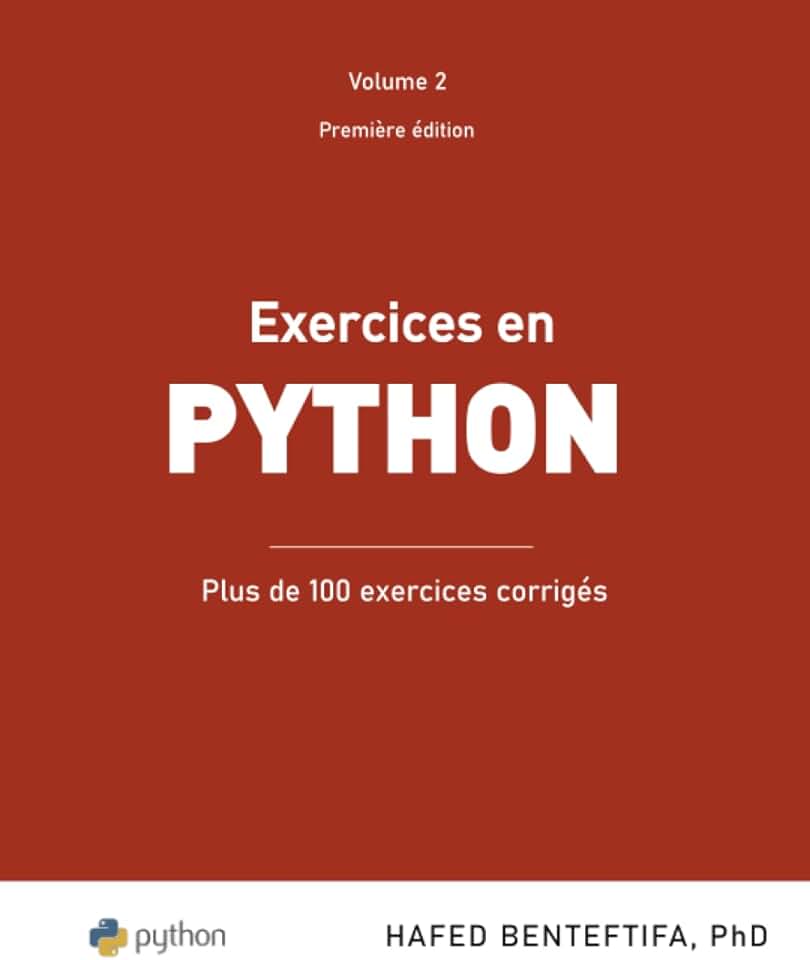 Volume 2
Première édition
Exercices en
PYTHON
Plus de 100 exercices corrigés
python
HAFED BENTEFTIFA, PhD